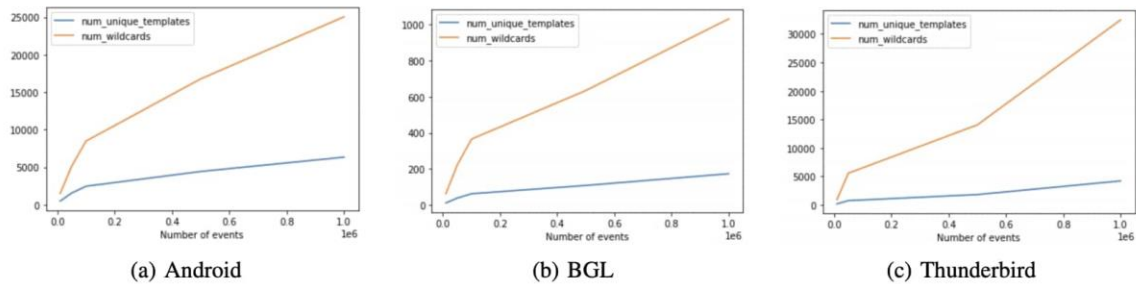 num_unique_templates
num_wildcards
25000
20000
15000
10000
5000
0
0.0 0.2 0.4 0.6 0.8 1.0
Number of events 1e6
(a) Android
num_unique_templates
num_wildcards
1000
800
600
400
200
0
0.0 0.2 0.4 0.6 0.8 1.0
Number of events 1e6
(b) BGL
num_unique_templates
num_wildcards
30000
25000
20000
15000
10000
5000
0
0.0 0.2 0.4 0.6 0.8 1.0
Number of events 1e6
(c) Thunderbird